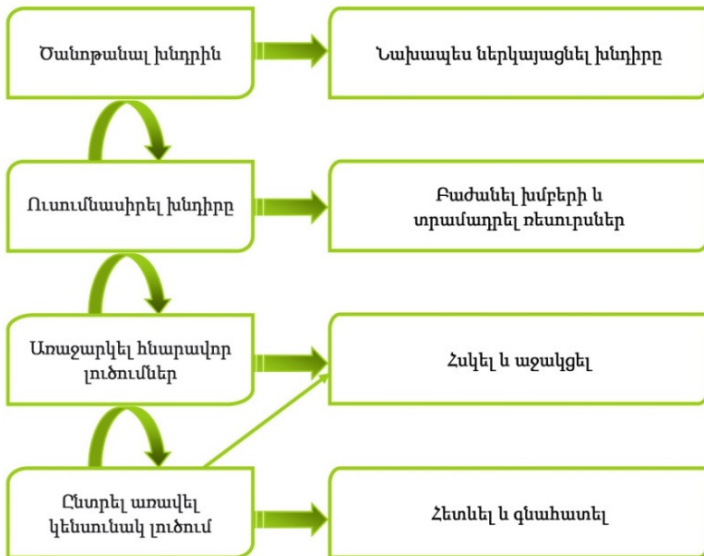 Ծանոթանալ խնդրին
Նախապես ներկայացնել խնդիրը
Ուսումնասիրել խնդիրը
Բաժանել խմբերի և
տրամադրել ռեսուրսներ
Առաջարկել հնարավոր
լուծումներ
Հսկել և աջակցել
Ընտրել առավել
կենսունակ լուծում
Հետևել և գնահատել